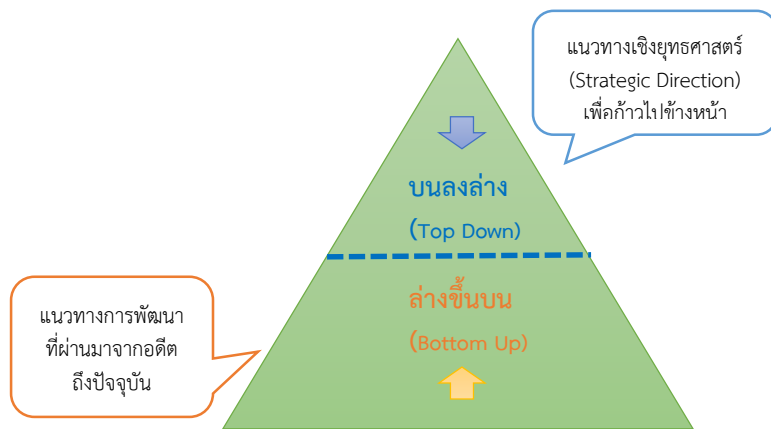 แนวทางเชิงยุทธศาสตร์
(Strategic Direction)
เพื่อก้าวไปข้างหน้า
บนลงล่าง
(Top Down)
ล่างขึ้นบน
(Bottom Up)
แนวทางการพัฒนา
ที่ผ่านมาจากอดีต
ถึงปัจจุบัน